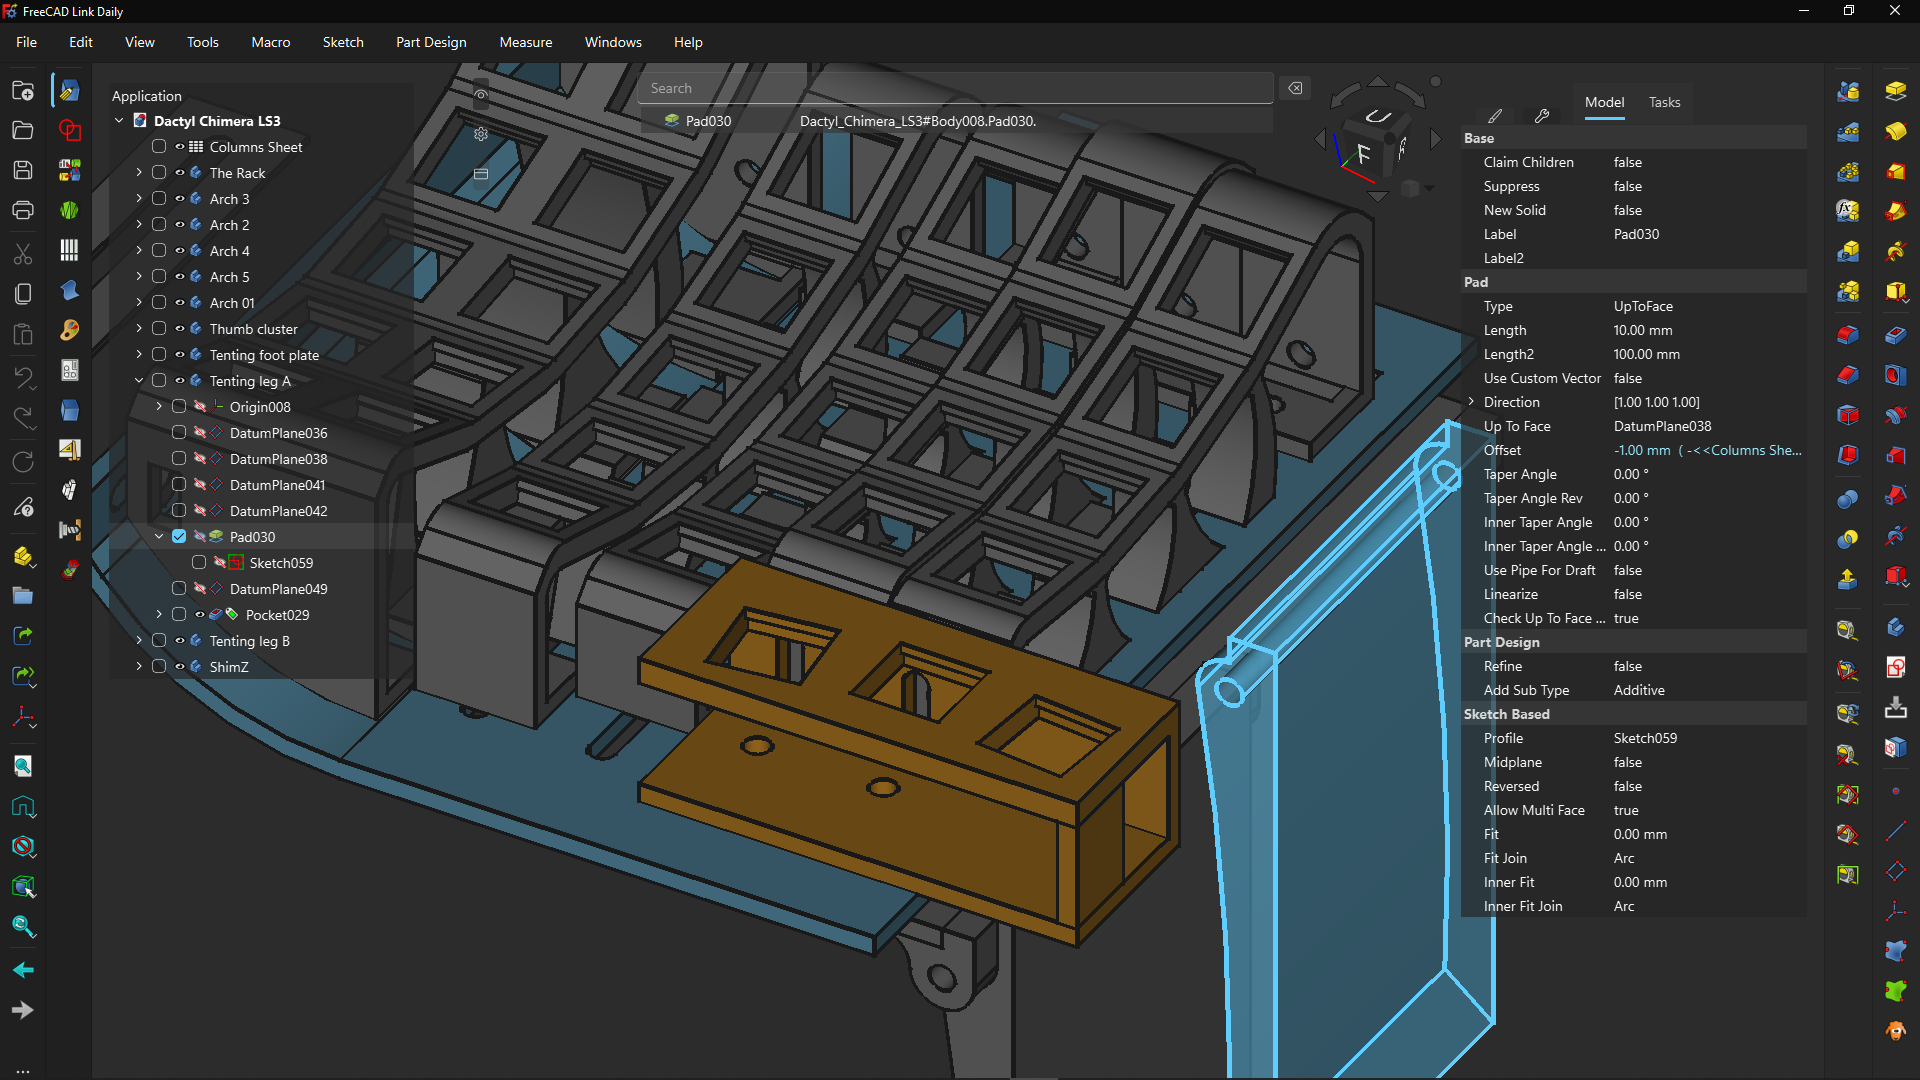 FreeCAD Link Daily
File Edit View Tools Macro Sketch Part Design Measure Windows Help
Application
Dactyl Chimera LS3
Columns Sheet
The Rack
Arch 3
Arch 2
Arch 4
Arch 5
Arch 01
Thumb cluster
Tenting foot plate
Tenting leg A
Origin008
DatumPlane036
DatumPlane038
DatumPlane041
DatumPlane042
Pad030
Sketch059
DatumPlane049
Pocket029
Tenting leg B
ShimZ
Search
Pad030 Dactyl_Chimera_LS3#Body008.Pad030.
F
Model Tasks
Base
Claim Children false
Suppress false
New Solid false
Label Pad030
Label2
Pad
Type UpToFace
Length 10.00 mm
Length2 100.00 mm
Use Custom Vector false
Direction [1.00 1.00 1.00]
Up To Face DatumPlane038
Offset -1.00 mm ( -<<Columns She...
Taper Angle 0.00 °
Taper Angle Rev 0.00 °
Inner Taper Angle 0.00 °
Inner Taper Angle ... 0.00 °
Use Pipe For Draft false
Linearize false
Check Up To Face ... true
Part Design
Refine false
Add Sub Type Additive
Sketch Based
Profile Sketch059
Midplane false
Reversed false
Allow Multi Face true
Fit 0.00 mm
Fit Join Arc
Inner Fit 0.00 mm
Inner Fit Join Arc